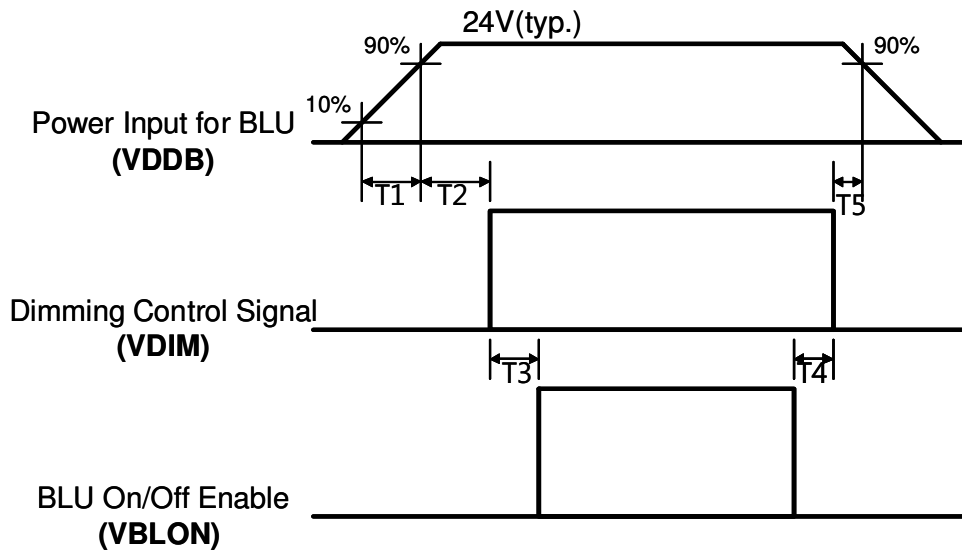 24V(typ.)
90%
90%
10%
Power Input for BLU
(VDDB)
T1
T2
T5
Dimming Control Signal
(VDIM)
T3
T4
BLU On/Off Enable
(VBLON)